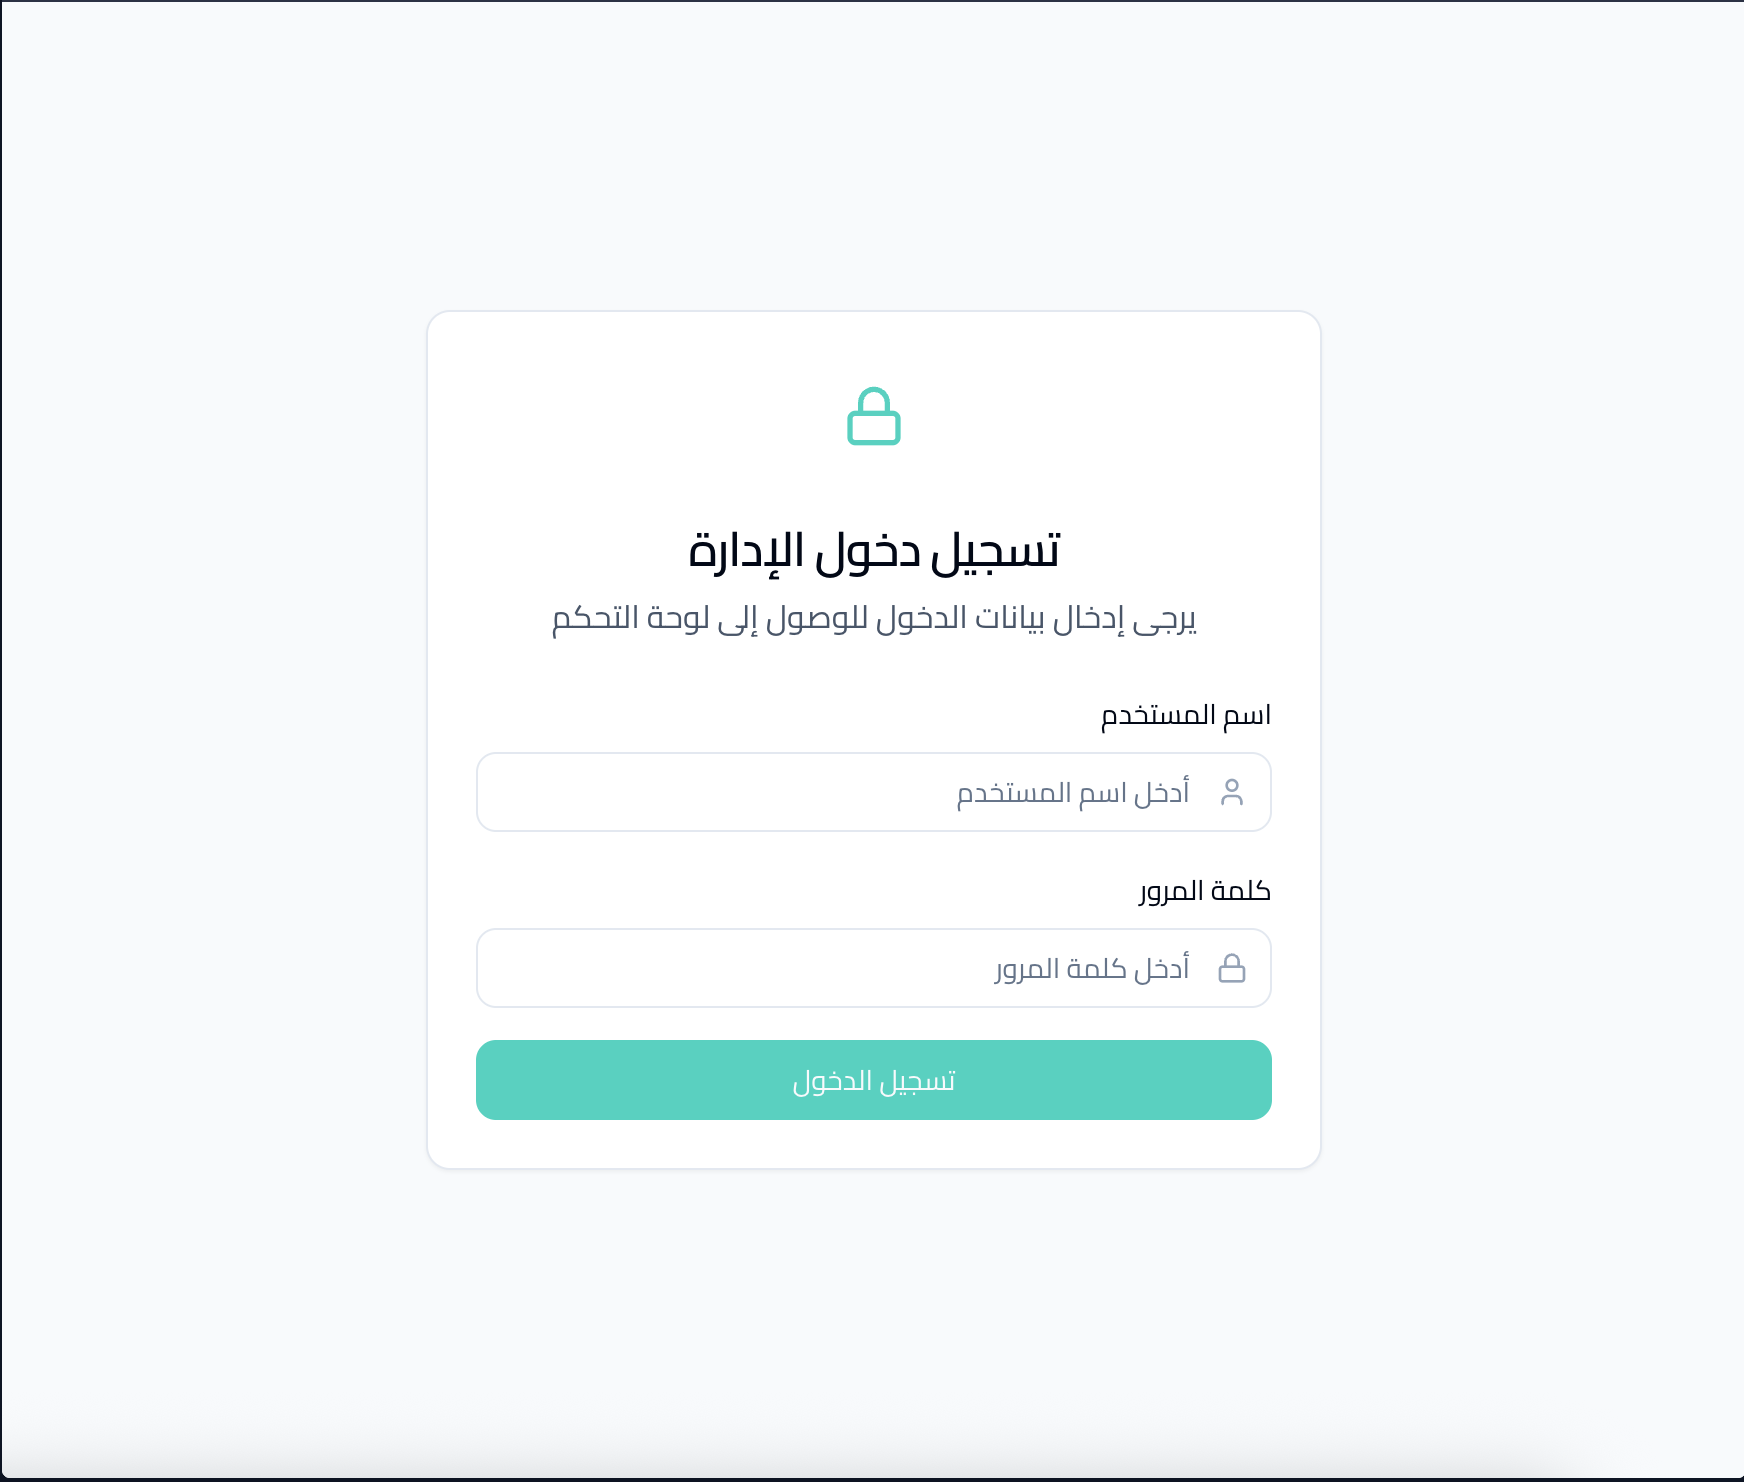 تسجيل دخول الإدارة
يرجى إدخال بيانات الدخول للوصول إلى لوحة التحكم
اسم المستخدم
أدخل اسم المستخدم
كلمة المرور
أدخل كلمة المرور
تسجيل الدخول